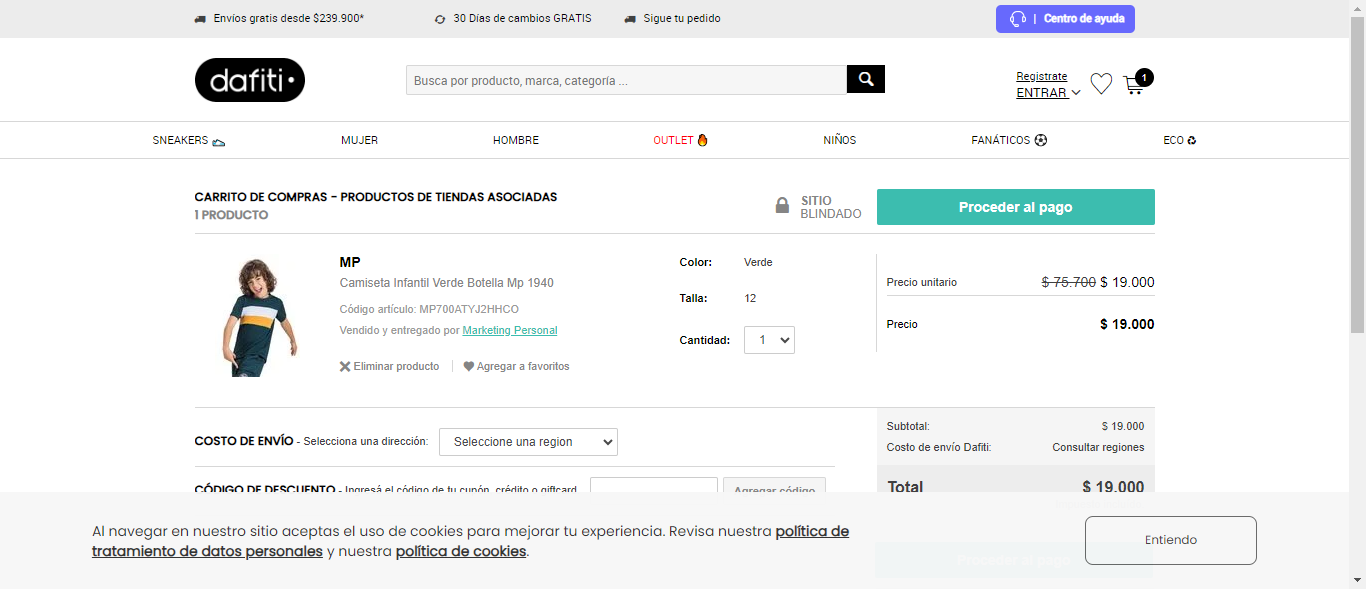 Envíos gratis desde $239.900*
30 Días de cambios GRATIS
Sigue tu pedido
| Centro de ayuda
dafiti
Busca por producto, marca, categoría ...
Registrate
ENTRAR
1
SNEAKERS
MUJER
HOMBRE
OUTLET
NIÑOS
FANÁTICOS
ECO
CARRITO DE COMPRAS - PRODUCTOS DE TIENDAS ASOCIADAS
1 PRODUCTO
SITIO
BLINDADO
Proceder al pago
MP
Camiseta Infantil Verde Botella Mp 1940
Código artículo: MP700ATYJ2HHCO
Vendido y entregado por Marketing Personal
Eliminar producto
Agregar a favoritos
Color: Verde
Talla: 12
Cantidad: 1
Precio unitario $ 75.700 $ 19.000
Precio $ 19.000
COSTO DE ENVÍO - Selecciona una dirección: Seleccione una region
Subtotal: $ 19.000
Costo de envío Dafiti: Consultar regiones
CÓDIGO DE DESCUENTO - Ingresá el código de tu cupón, crédito o giftcard
Agregar código
Total $ 19.000
Al navegar en nuestro sitio aceptas el uso de cookies para mejorar tu experiencia. Revisa nuestra política de
tratamiento de datos personales y nuestra política de cookies.
Entiendo
Proceder al pago